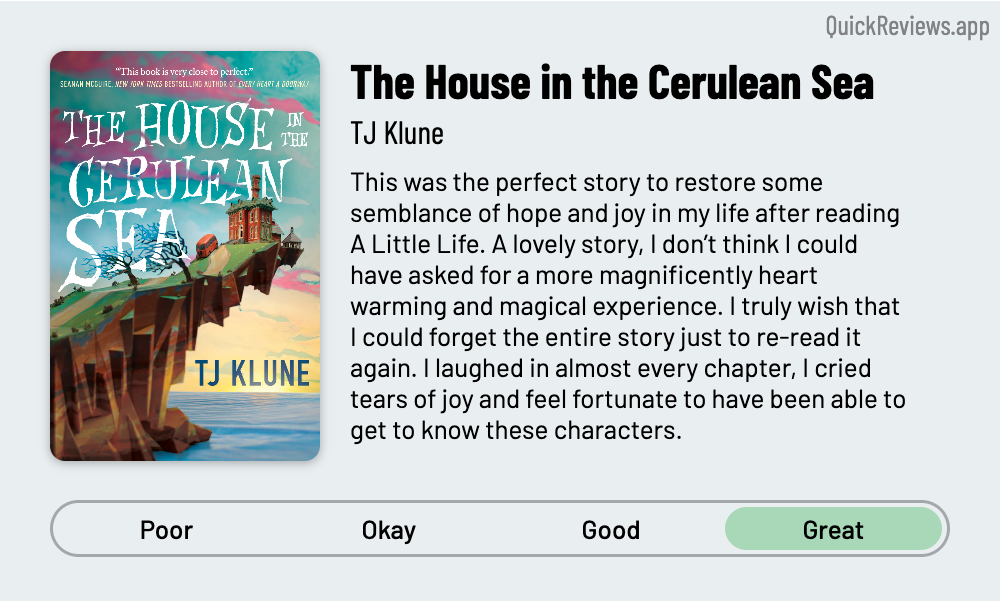 QuickReviews.app
“This book is very close to perfect.”
SEANAN MCGUIRE, NEW YORK TIMES BESTSELLING AUTHOR OF EVERY HEART A DOORWAY
THE HOUSE IN THE
CERULEAN
SEA
TJ KLUNE
The House in the Cerulean Sea
TJ Klune
This was the perfect story to restore some
semblance of hope and joy in my life after reading
A Little Life. A lovely story, I don’t think I could
have asked for a more magnificently heart
warming and magical experience. I truly wish that
I could forget the entire story just to re-read it
again. I laughed in almost every chapter, I cried
tears of joy and feel fortunate to have been able to
get to know these characters.
Poor Okay Good Great